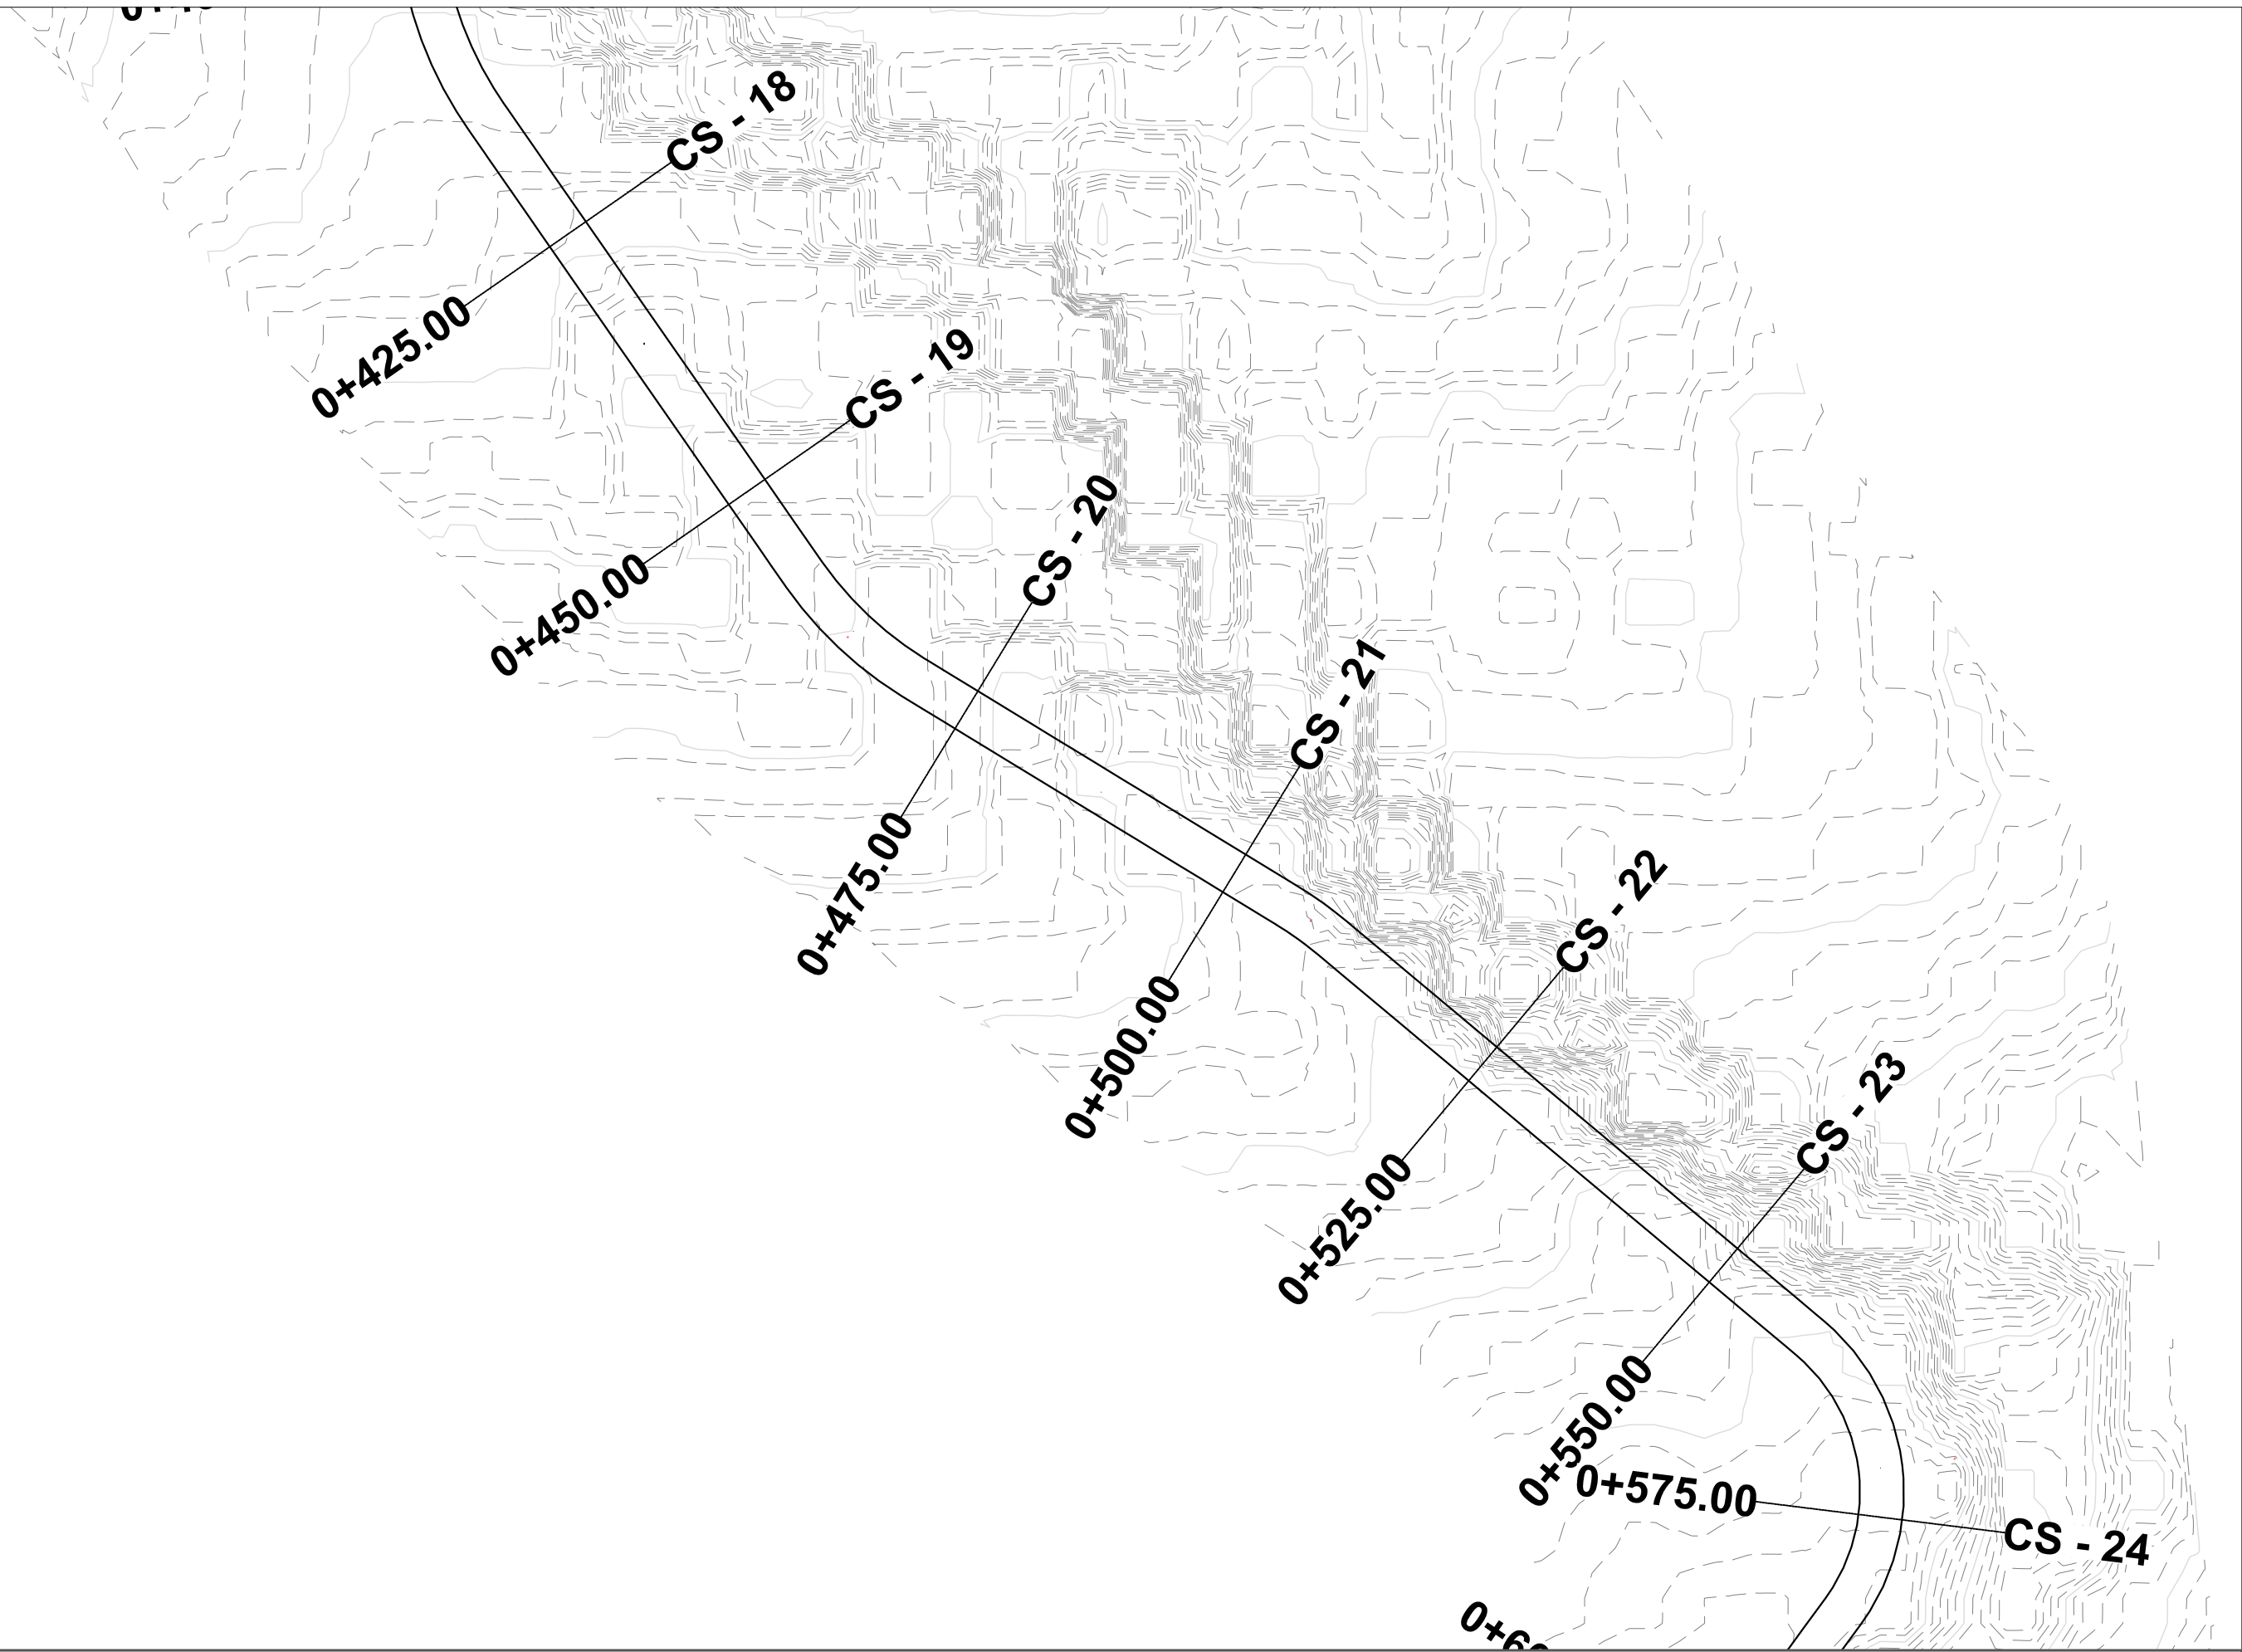 CS - 18
0+425.00
CS - 19
0+450.00
CS - 20
0+475.00
CS - 21
0+500.00
CS - 22
0+525.00
CS - 23
0+550.00
0+575.00
CS - 24